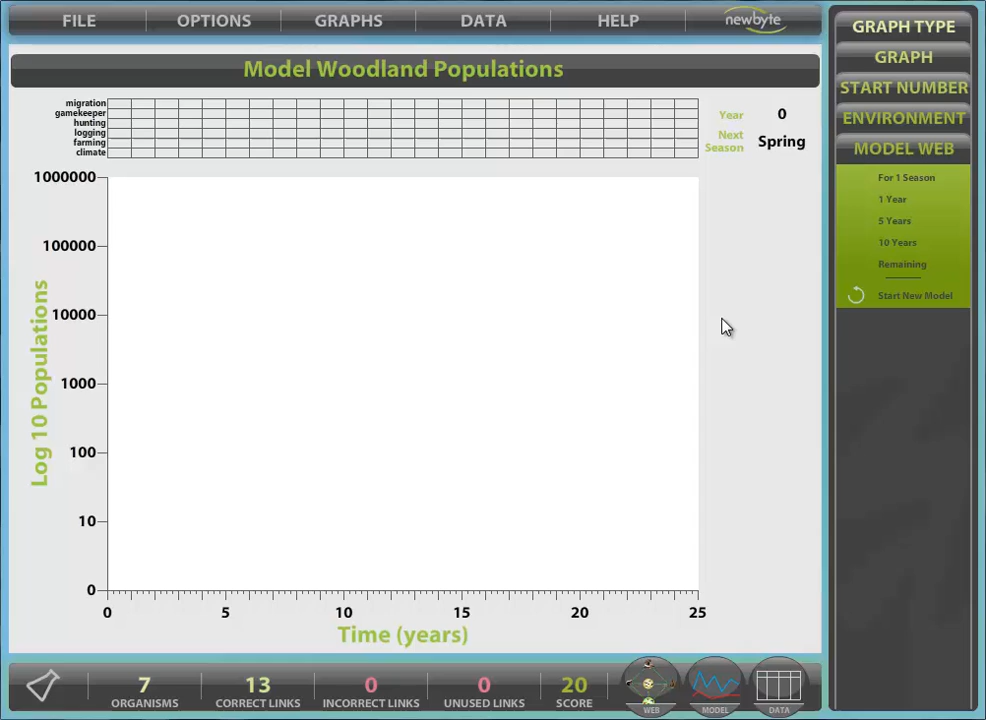 FILE OPTIONS GRAPHS DATA HELP newbyte
Model Woodland Populations
migration
gamekeeper
hunting
logging
farming
climate
Year 0
Next Season Spring
1000000
100000
10000
1000
100
10
0
Log 10 Populations
0 5 10 15 20 25
Time (years)
7 ORGANISMS
13 CORRECT LINKS
0 INCORRECT LINKS
0 UNUSED LINKS
20 SCORE
WEB
MODEL
DATA
GRAPH TYPE
GRAPH
START NUMBER
ENVIRONMENT
MODEL WEB
For 1 Season
1 Year
5 Years
10 Years
Remaining
Start New Model